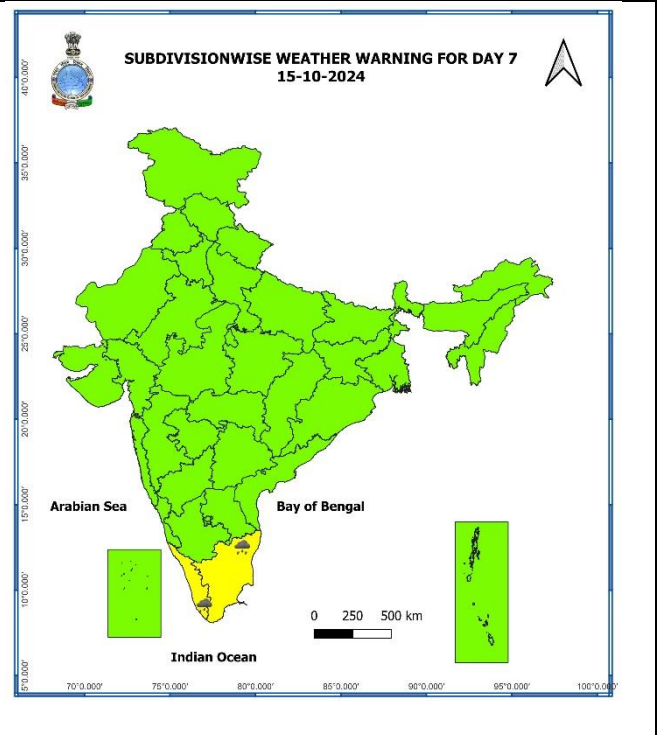 SUBDIVISIONWISE WEATHER WARNING FOR DAY 7
15-10-2024
40°0.000'
35°0.000'
30°0.000'
25°0.000'
20°0.000'
15°0.000'
10°0.000'
5°0.000'
Arabian Sea
Bay of Bengal
0 250 500 km
Indian Ocean
70°0.000' 75°0.000' 80°0.000' 85°0.000' 90°0.000' 95°0.000' 100°0.000'